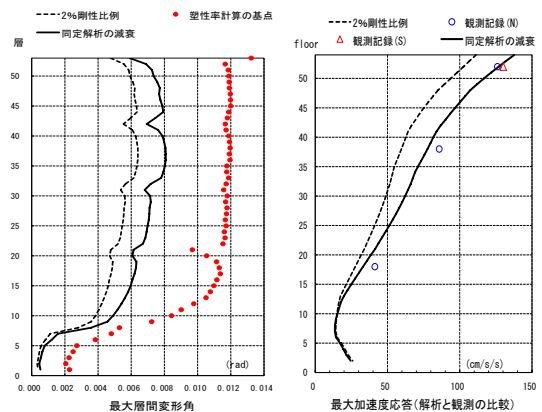 2%剛性比例
塑性率計算の基点
同定解析の減衰
層
50
45
40
35
30
25
20
15
10
5
0
(rad)
0.000
0.002
0.004
0.006
0.008
0.010
0.012
0.014
最大層間変形角
2%剛性比例
観測記録(N)
観測記録(S)
同定解析の減衰
floor
50
45
40
35
30
25
20
15
10
5
0
(cm/s/s)
0
50
100
150
最大加速度応答(解析と観測の比較)